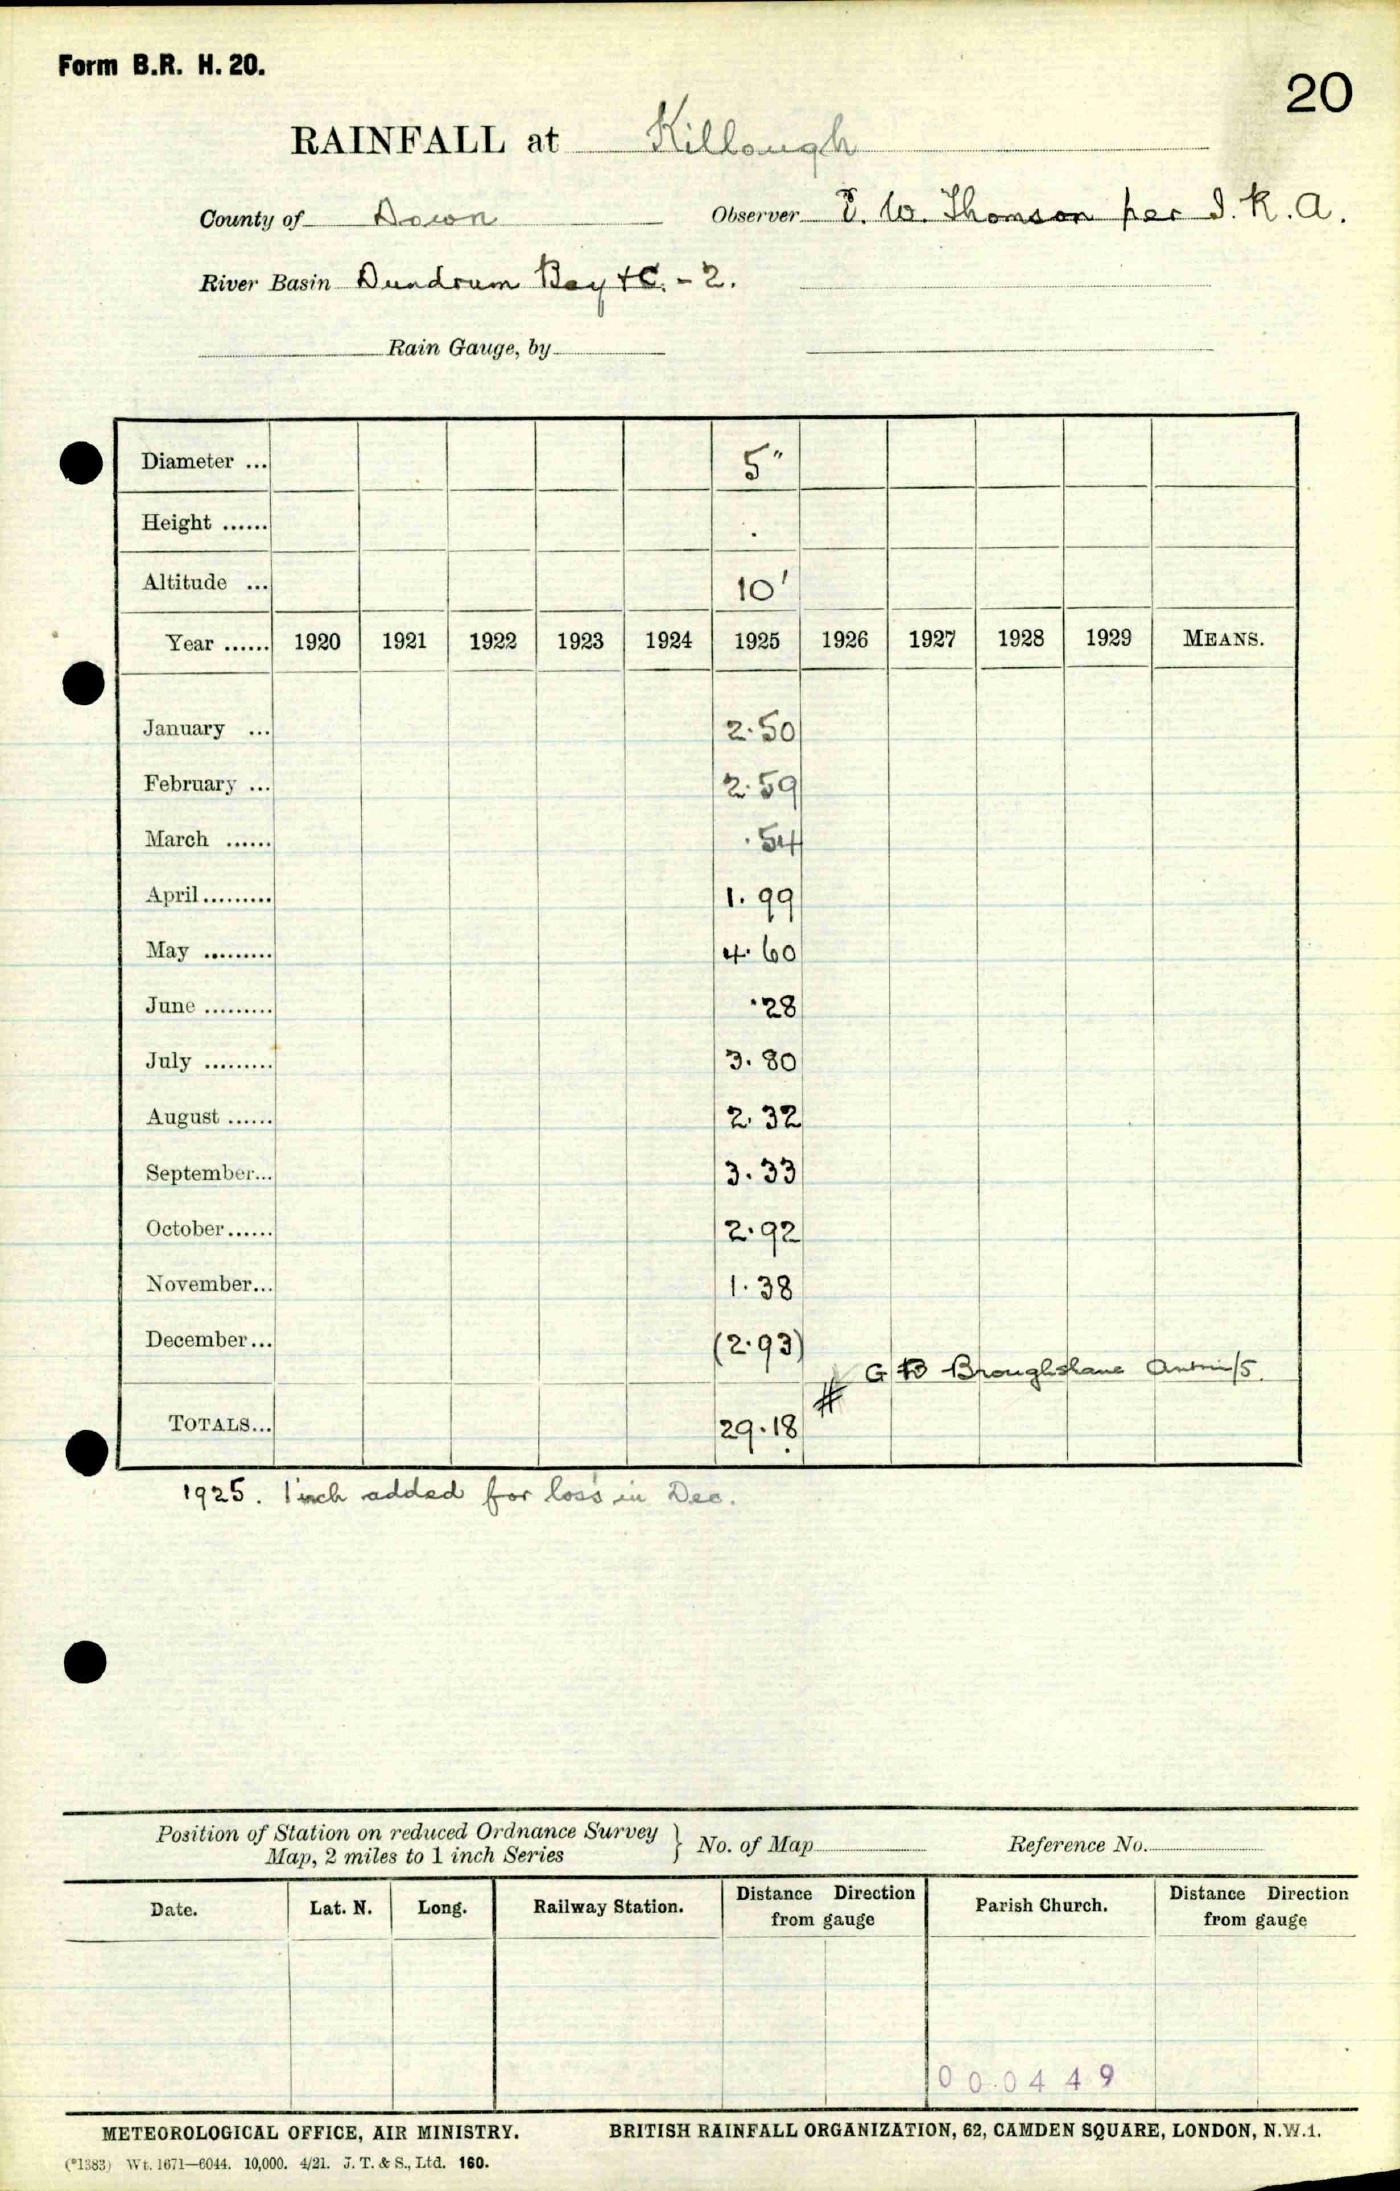 Form B.R. H. 20.
20
RAINFALL at Killough
County of Down Observer T. W. Thomson per I. R. A.
River Basin Dundrum Bay &C. - 2.
Rain Gauge, by
Diameter ... 5"
Height ...... .
Altitude ... 10'
Year ...... 1920 1921 1922 1923 1924 1925 1926 1927 1928 1929 MEANS.
January ... 2.50
February ... 2.59
March ...... .54
April ......... 1.99
May ......... 4.60
June ......... .28
July ......... 3.80
August ...... 2.32
September... 3.33
October ...... 2.92
November... 1.38
December... (2.93)
# G B Broughshane Antrim/5.
TOTALS... 29.18
1925. 1 inch added for loss in Dec.
Position of Station on reduced Ordnance Survey
Map, 2 miles to 1 inch Series } No. of Map Reference No.
Date. Lat. N. Long. Railway Station. Distance Direction from gauge Parish Church. Distance Direction from gauge
000449
METEOROLOGICAL OFFICE, AIR MINISTRY. BRITISH RAINFALL ORGANIZATION, 62, CAMDEN SQUARE, LONDON, N.W.1.
(*1383) Wt. 1671—6044. 10,000. 4/21. J. T. & S., Ltd. 160.